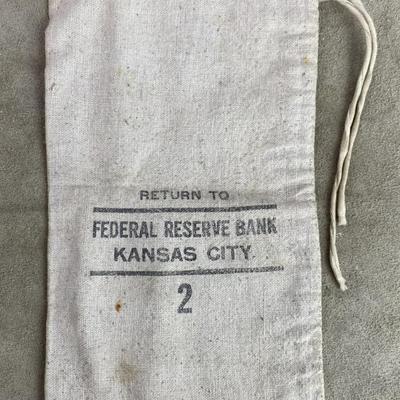 RETURN TO
FEDERAL RESERVE BANK
KANSAS CITY.
2